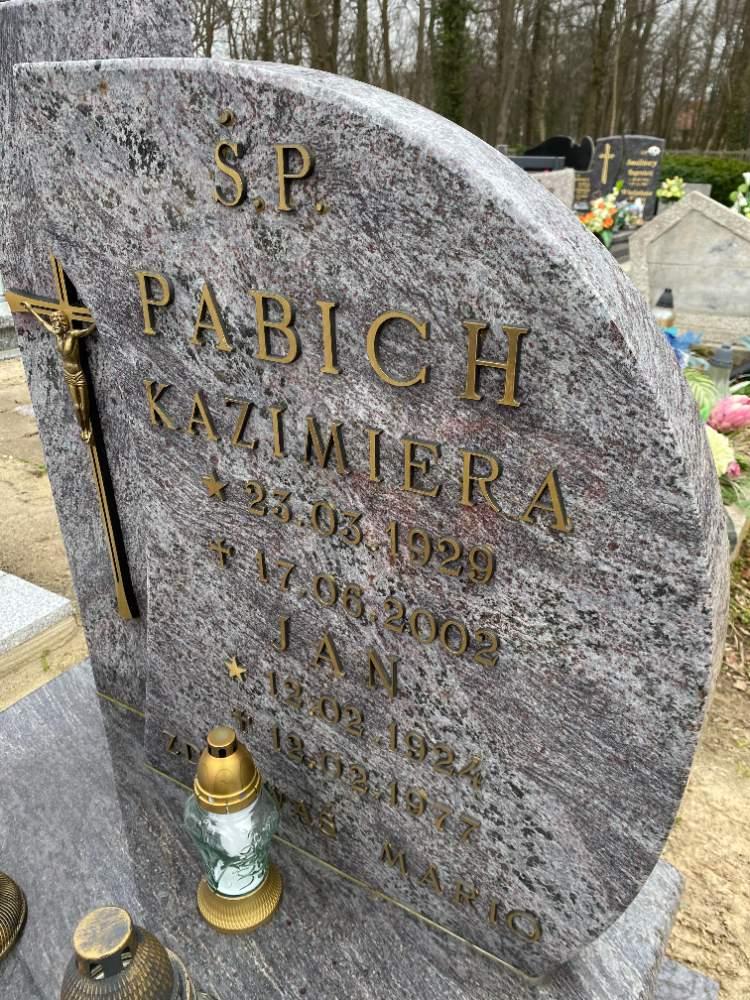 Ś.P.
PABICH
KAZIMIERA
★ 23.03.1929
✝ 17.06.2002
JAN
★ 12.02.1924
✝ 12.02.1977
MARIO